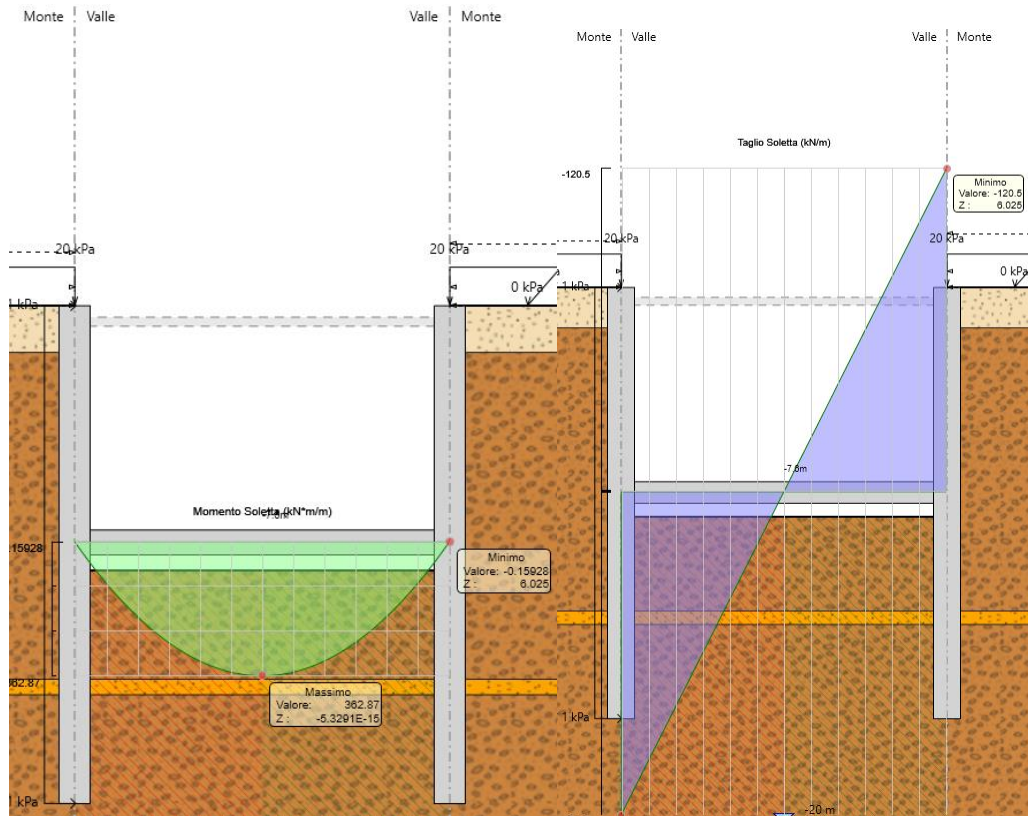 Monte Valle
Valle Monte
20 kPa
20 kPa
0 kPa
1 kPa
Momento Soletta (kN*m/m)
.15928
Minimo
Valore: -0.15928
Z : 6.025
362.87
Massimo
Valore: 362.87
Z : -5.3291E-15
1 kPa
Monte Valle
Valle Monte
Taglio Soletta (kN/m)
-120.5
Minimo
Valore: -120.5
Z : 6.025
20 kPa
20 kPa
0 kPa
1 kPa
1 kPa
-20 m